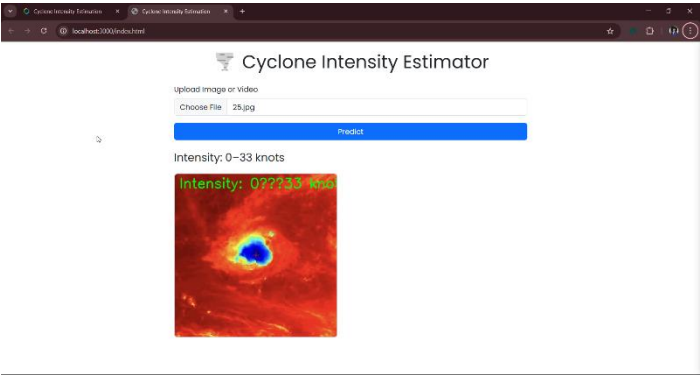 Cyclone Intensity Estimation
Cyclone Intensity Estimation
localhost:3000/index.html
Cyclone Intensity Estimator
Upload Image or Video
Choose File 25.jpg
Predict
Intensity: 0–33 knots
Intensity: 0???33 knot